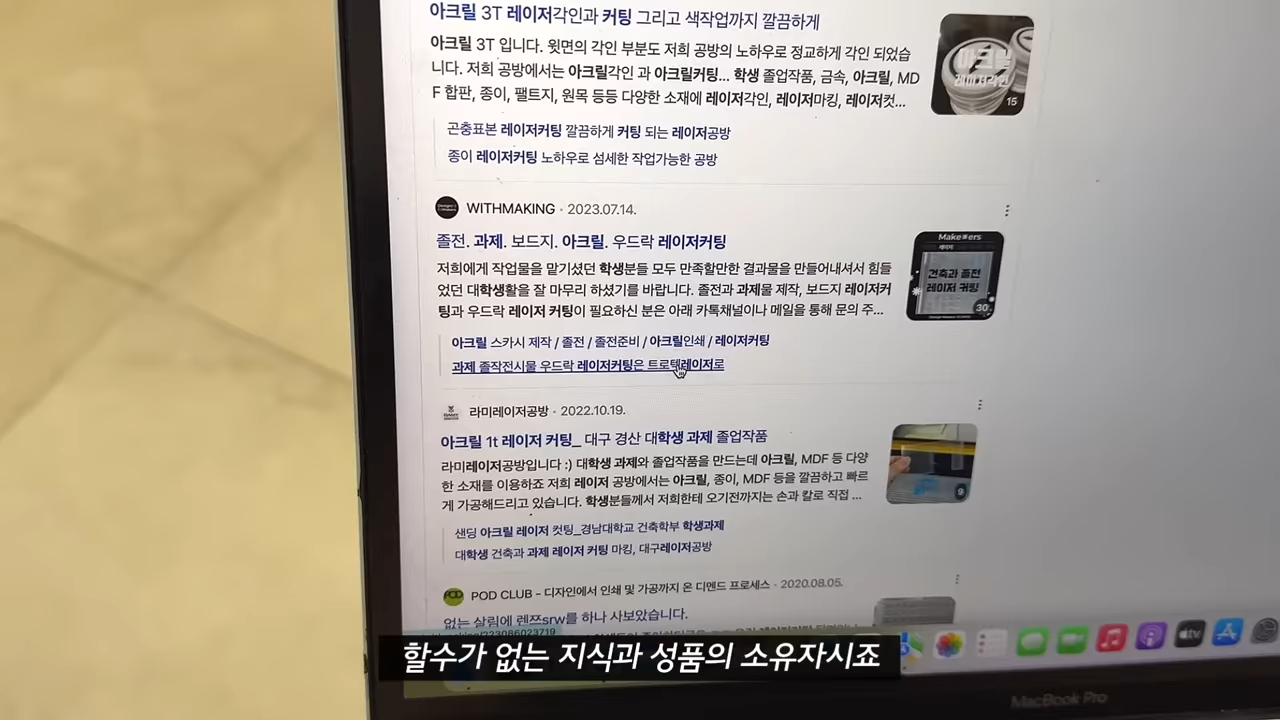 아크릴 3T 레이저각인과 커팅 그리고 색작업까지 깔끔하게
아크릴 3T 입니다. 윗면의 각인 부분도 저희 공방의 노하우로 정교하게 각인 되었습
니다. 저희 공방에서는 아크릴각인 과 아크릴커팅... 학생 졸업작품, 금속, 아크릴, MD
F 합판, 종이, 펠트지, 원목 등등 다양한 소재에 레이저각인, 레이저마킹, 레이저컷...
아크릴
레이저각인
15
곤충표본 레이저커팅 깔끔하게 커팅 되는 레이저공방
종이 레이저커팅 노하우로 섬세한 작업가능한 공방
WITHMAKING · 2023.07.14.
졸전. 과제. 보드지. 아크릴. 우드락 레이저커팅
저희에게 작업물을 맡기셨던 학생분들 모두 만족할만한 결과물을 만들어내셔서 힘들
었던 대학생활을 잘 마무리 하셨기를 바랍니다. 졸전과 과제물 제작, 보드지 레이저커
팅과 우드락 레이저 커팅이 필요하신 분은 아래 카톡채널이나 메일을 통해 문의 주...
건축과 졸전
레이저 커팅
30
아크릴 스카시 제작 / 졸전 / 졸전준비 / 아크릴인쇄 / 레이저커팅
과제 졸작전시물 우드락 레이저커팅은 트로텍레이저로
라미레이저공방 · 2022.10.19.
아크릴 1t 레이저 커팅_ 대구 경산 대학생 과제 졸업작품
라미레이저공방입니다 :) 대학생 과제와 졸업작품을 만드는데 아크릴, MDF 등 다양
한 소재를 이용하죠 저희 레이저 공방에서는 아크릴, 종이, MDF 등을 깔끔하고 빠르
게 가공해드리고 있습니다. 학생분들께서 저희한테 오기전까지는 손과 칼로 직접 ...
9
샌딩 아크릴 레이저 컷팅_경남대학교 건축학부 학생과제
대학생 건축과 과제 레이저 커팅 마킹, 대구레이저공방
POD CLUB - 디자인에서 인쇄 및 가공까지 온 디멘드 프로세스 · 2020.08.05.
없는 살림에 렌쯔srw를 하나 사보았습니다.
할수가 없는 지식과 성품의 소유자시죠
MacBook Pro